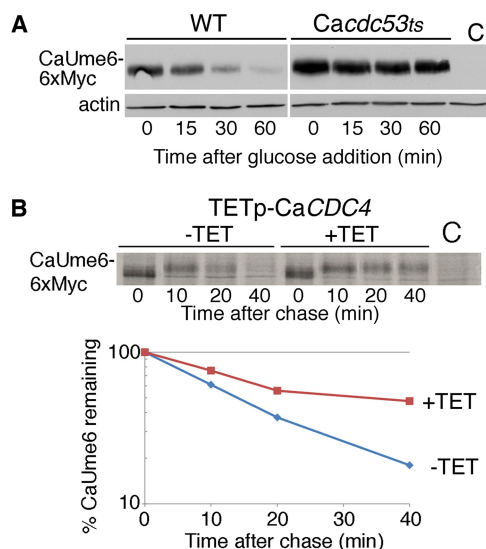 A
WT Cacdc53ts C
CaUme6-
6xMyc
actin
0 15 30 60 0 15 30 60
Time after glucose addition (min)
B
TETp-CaCDC4
-TET +TET C
CaUme6-
6xMyc
0 10 20 40 0 10 20 40
Time after chase (min)
% CaUme6 remaining
100
+TET
-TET
10
0 10 20 30 40
Time after chase (min)